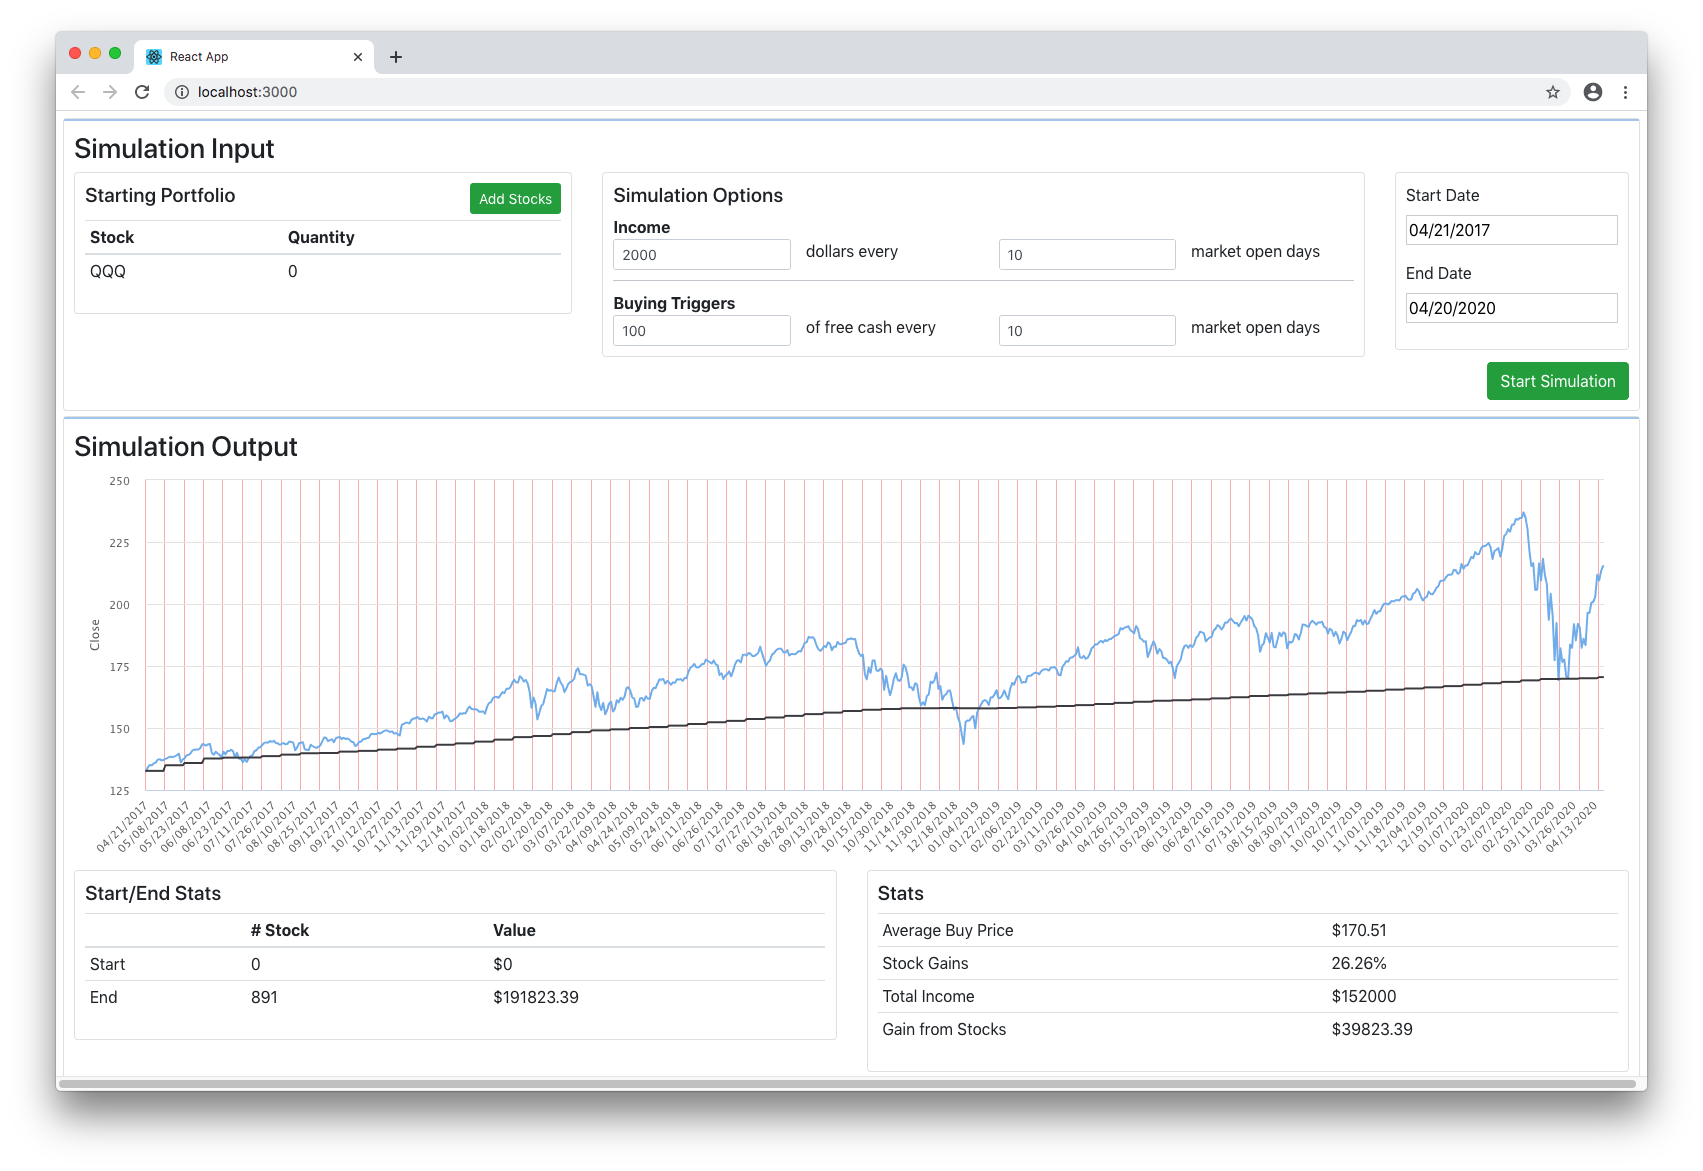 React App
localhost:3000
Simulation Input
Starting Portfolio
Add Stocks
Stock Quantity
QQQ 0
Simulation Options
Income
2000 dollars every 10 market open days
Buying Triggers
100 of free cash every 10 market open days
Start Date
04/21/2017
End Date
04/20/2020
Start Simulation
Simulation Output
Close
250
225
200
175
150
125
04/21/2017
05/08/2017
05/23/2017
06/08/2017
06/23/2017
07/11/2017
07/26/2017
08/10/2017
08/25/2017
09/12/2017
09/27/2017
10/12/2017
10/27/2017
11/13/2017
11/29/2017
12/14/2017
01/02/2018
01/18/2018
02/02/2018
02/20/2018
03/07/2018
03/22/2018
04/09/2018
04/24/2018
05/09/2018
05/24/2018
06/11/2018
06/26/2018
07/12/2018
07/27/2018
08/13/2018
08/28/2018
09/13/2018
09/28/2018
10/15/2018
10/30/2018
11/14/2018
11/30/2018
12/18/2018
01/04/2019
01/22/2019
02/06/2019
02/22/2019
03/11/2019
03/26/2019
04/10/2019
04/26/2019
05/13/2019
05/29/2019
06/13/2019
06/28/2019
07/16/2019
07/31/2019
08/15/2019
08/30/2019
09/17/2019
10/02/2019
10/17/2019
11/01/2019
11/18/2019
12/04/2019
12/19/2019
01/07/2020
01/23/2020
02/07/2020
02/25/2020
03/11/2020
03/26/2020
04/13/2020
Start/End Stats
# Stock Value
Start 0 $0
End 891 $191823.39
Stats
Average Buy Price $170.51
Stock Gains 26.26%
Total Income $152000
Gain from Stocks $39823.39